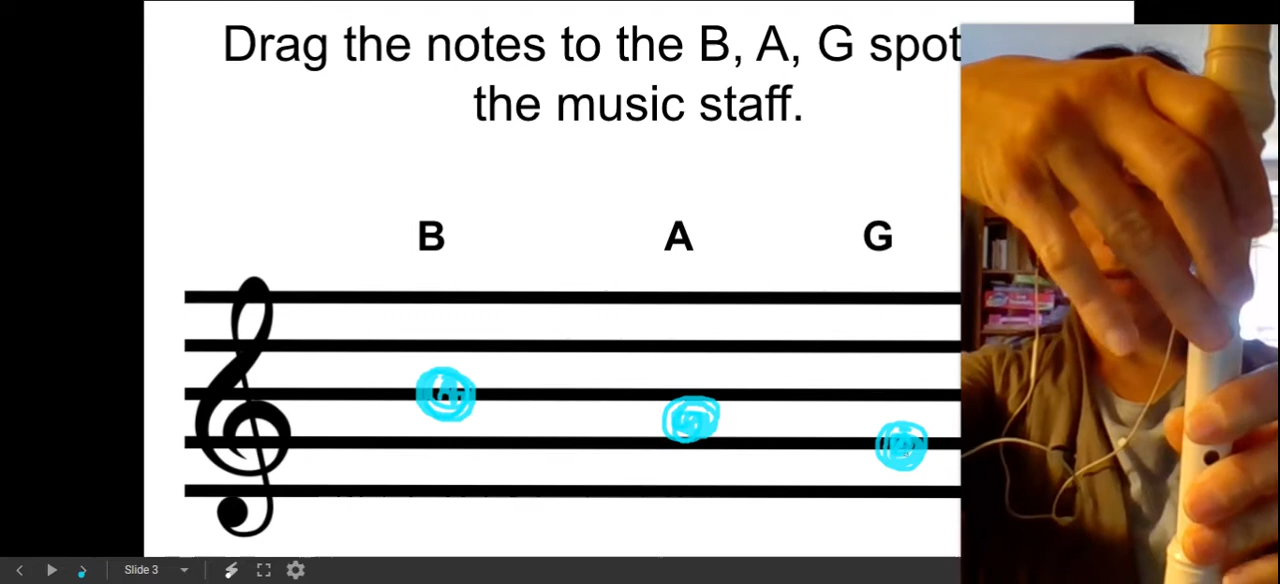 Drag the notes to the B, A, G spot
the music staff.
B A G
Slide 3